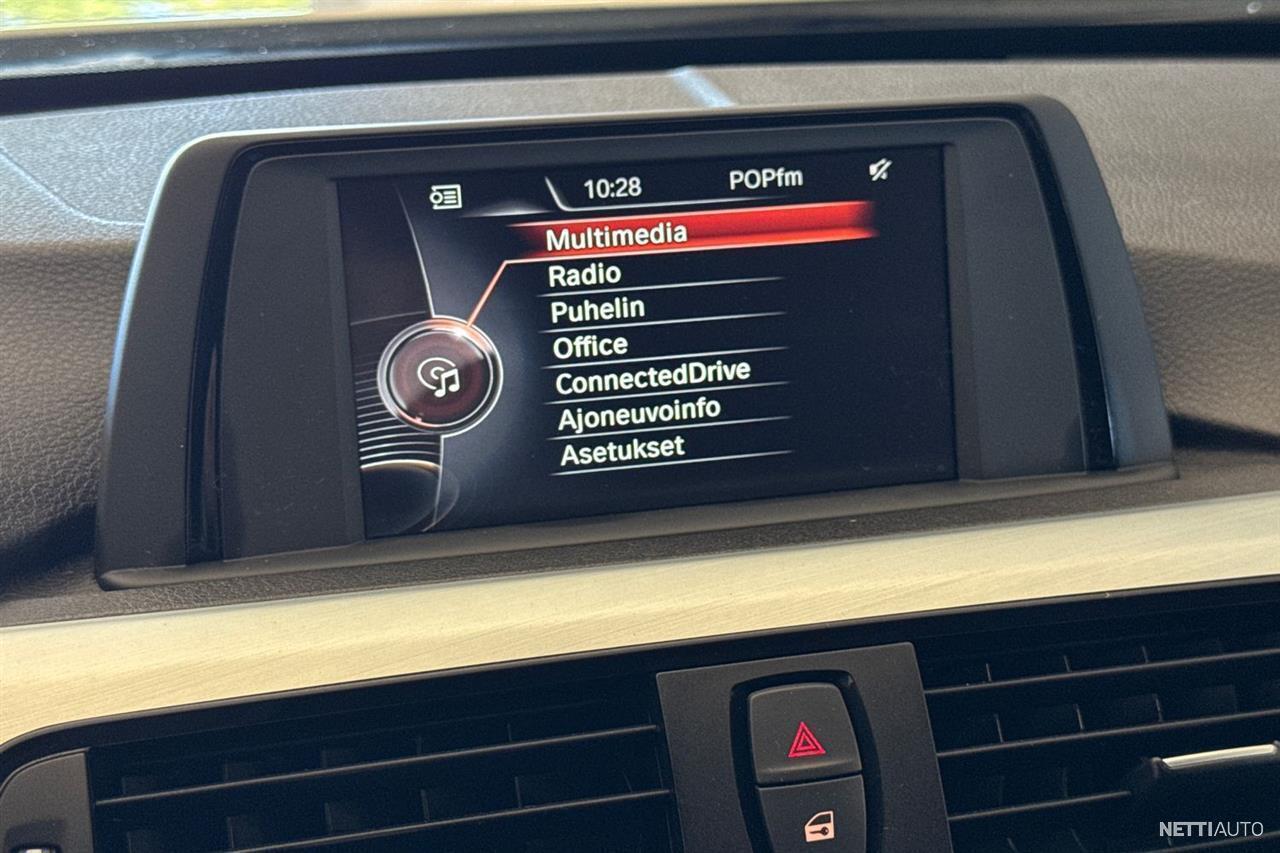 10:28 POPfm
Multimedia
Radio
Puhelin
Office
ConnectedDrive
Ajoneuvoinfo
Asetukset
NETTIAUTO